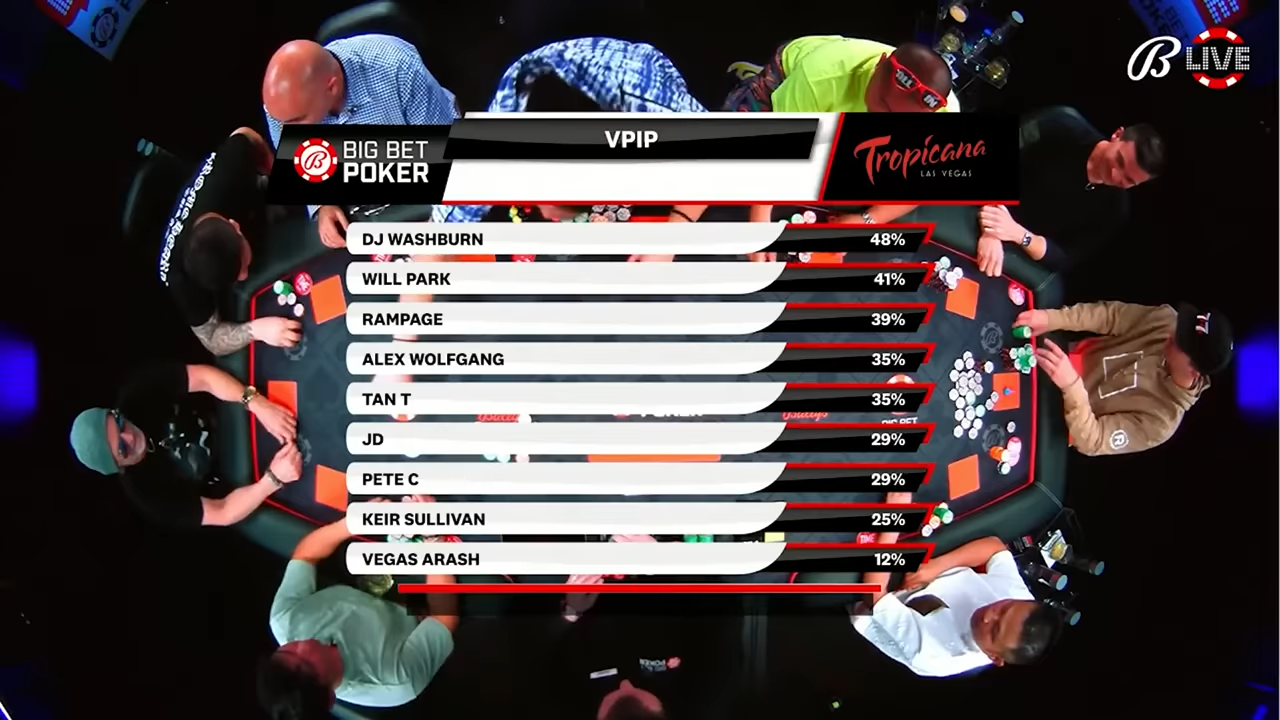 B LIVE
B BIG BET
POKER
VPIP
Tropicana
LAS VEGAS
DJ WASHBURN 48%
WILL PARK 41%
RAMPAGE 39%
ALEX WOLFGANG 35%
TAN T 35%
JD 29%
PETE C 29%
KEIR SULLIVAN 25%
VEGAS ARASH 12%